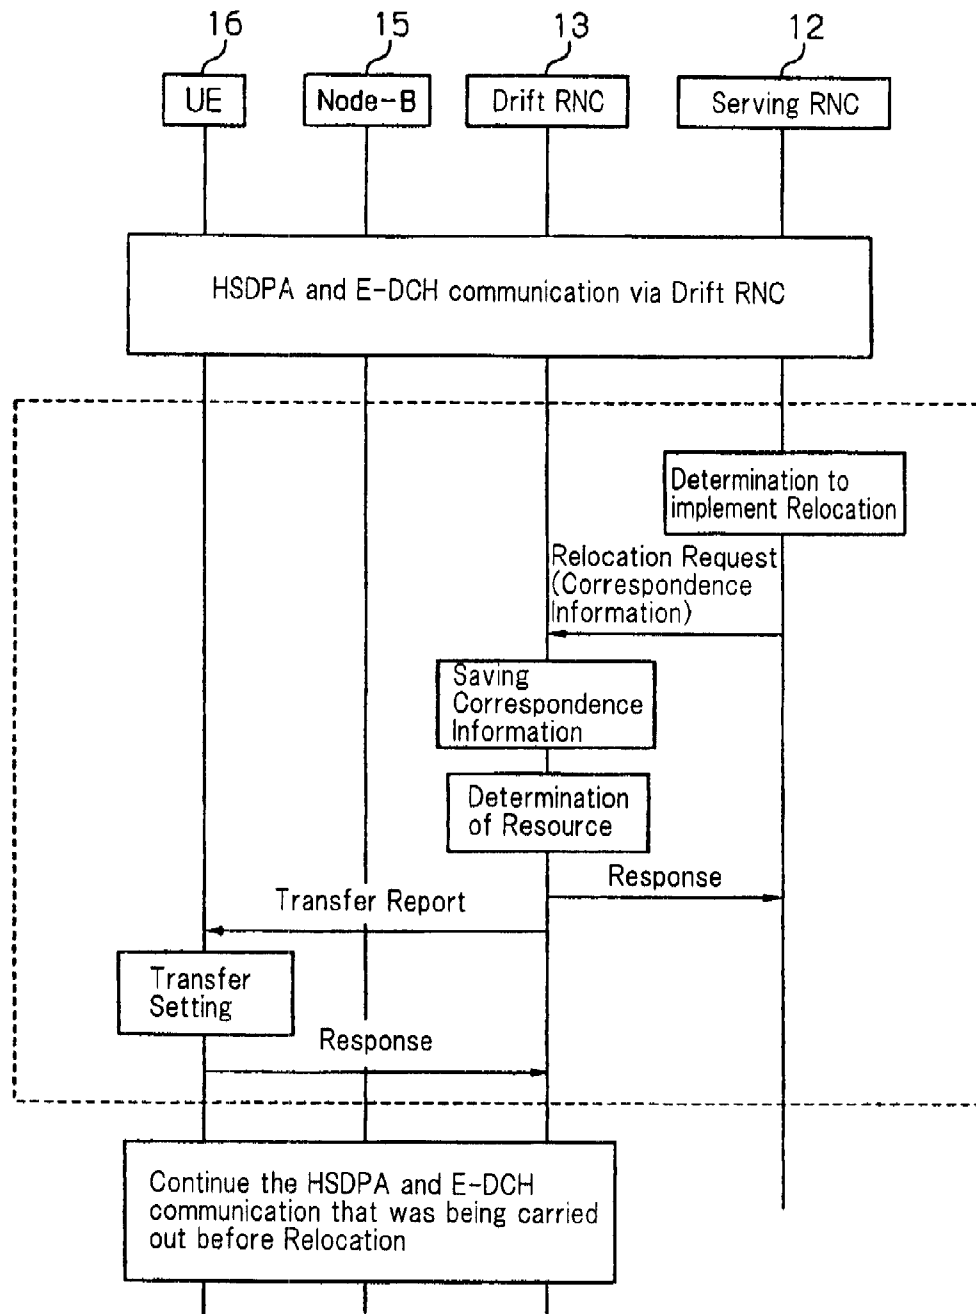 16
15
13
12
UE
Node-B
Drift RNC
Serving RNC
HSDPA and E-DCH communication via Drift RNC
Determination to
implement Relocation
Relocation Request
(Correspondence
Information)
Saving
Correspondence
Information
Determination
of Resource
Response
Transfer Report
Transfer
Setting
Response
Continue the HSDPA and E-DCH
communication that was being carried
out before Relocation